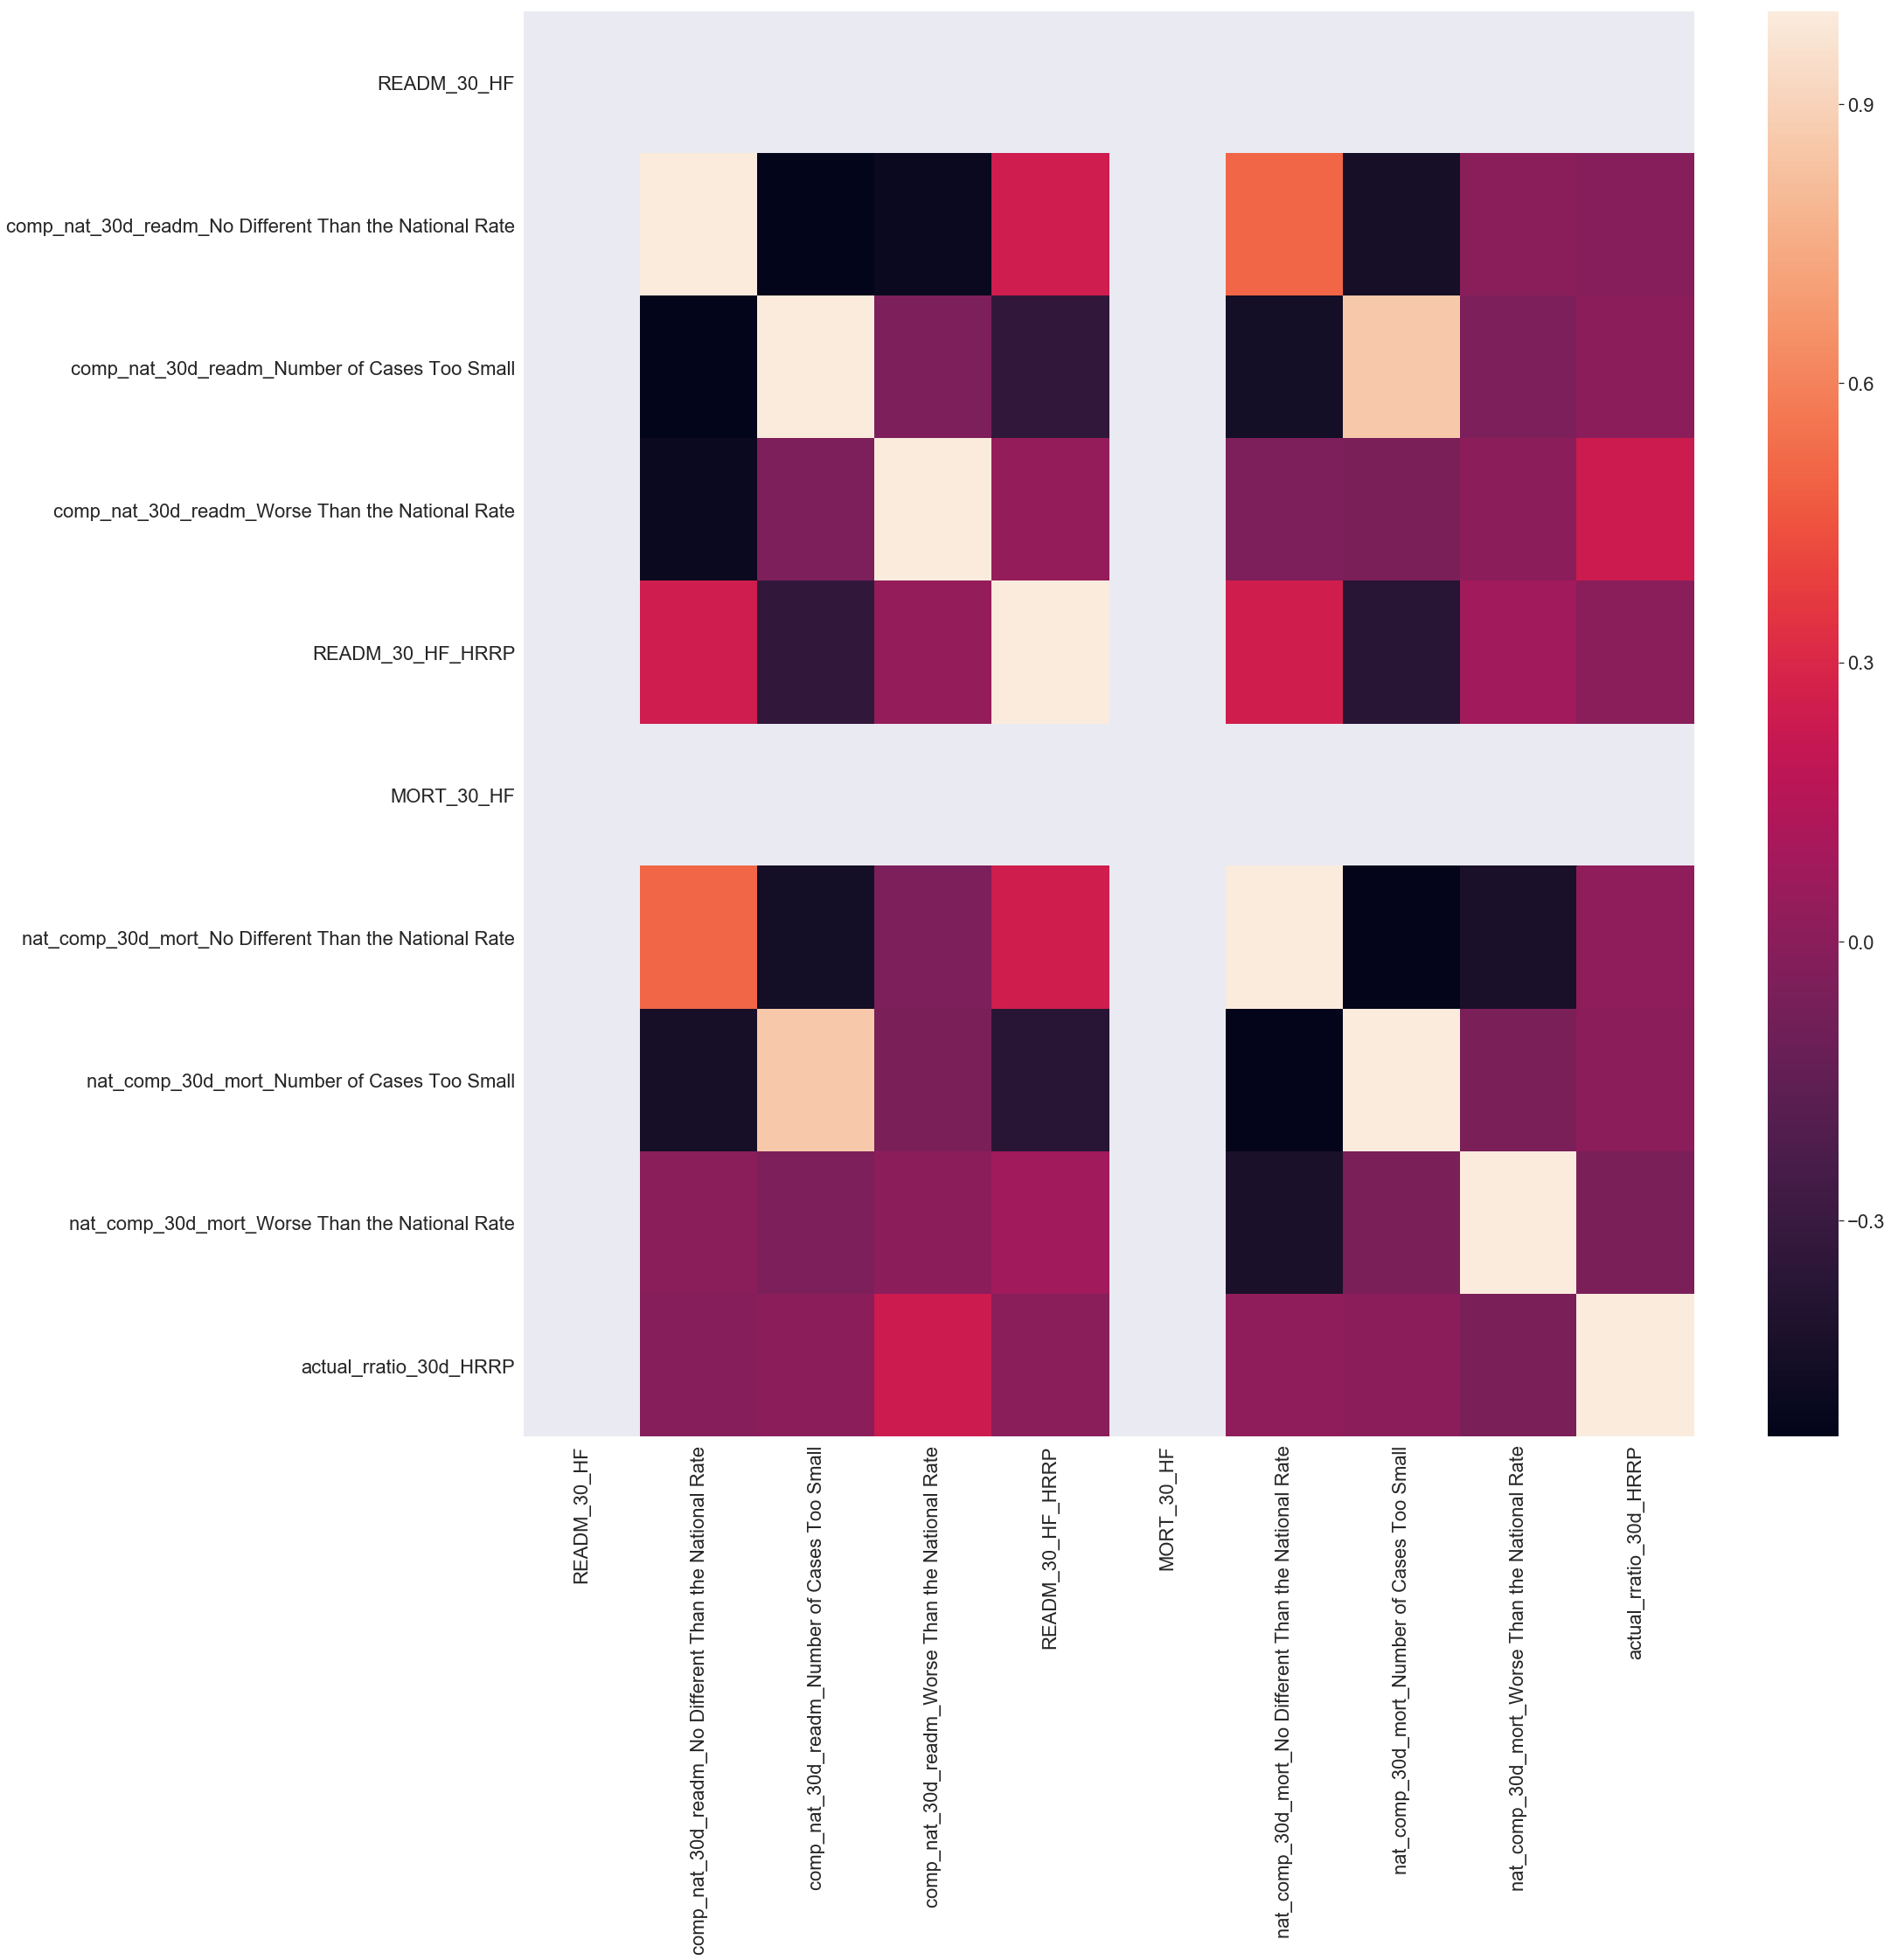 READM_30_HF
comp_nat_30d_readm_No Different Than the National Rate
comp_nat_30d_readm_Number of Cases Too Small
comp_nat_30d_readm_Worse Than the National Rate
READM_30_HF_HRRP
MORT_30_HF
nat_comp_30d_mort_No Different Than the National Rate
nat_comp_30d_mort_Number of Cases Too Small
nat_comp_30d_mort_Worse Than the National Rate
actual_rratio_30d_HRRP
READM_30_HF
comp_nat_30d_readm_No Different Than the National Rate
comp_nat_30d_readm_Number of Cases Too Small
comp_nat_30d_readm_Worse Than the National Rate
READM_30_HF_HRRP
MORT_30_HF
nat_comp_30d_mort_No Different Than the National Rate
nat_comp_30d_mort_Number of Cases Too Small
nat_comp_30d_mort_Worse Than the National Rate
actual_rratio_30d_HRRP
0.9
0.6
0.3
0.0
−0.3